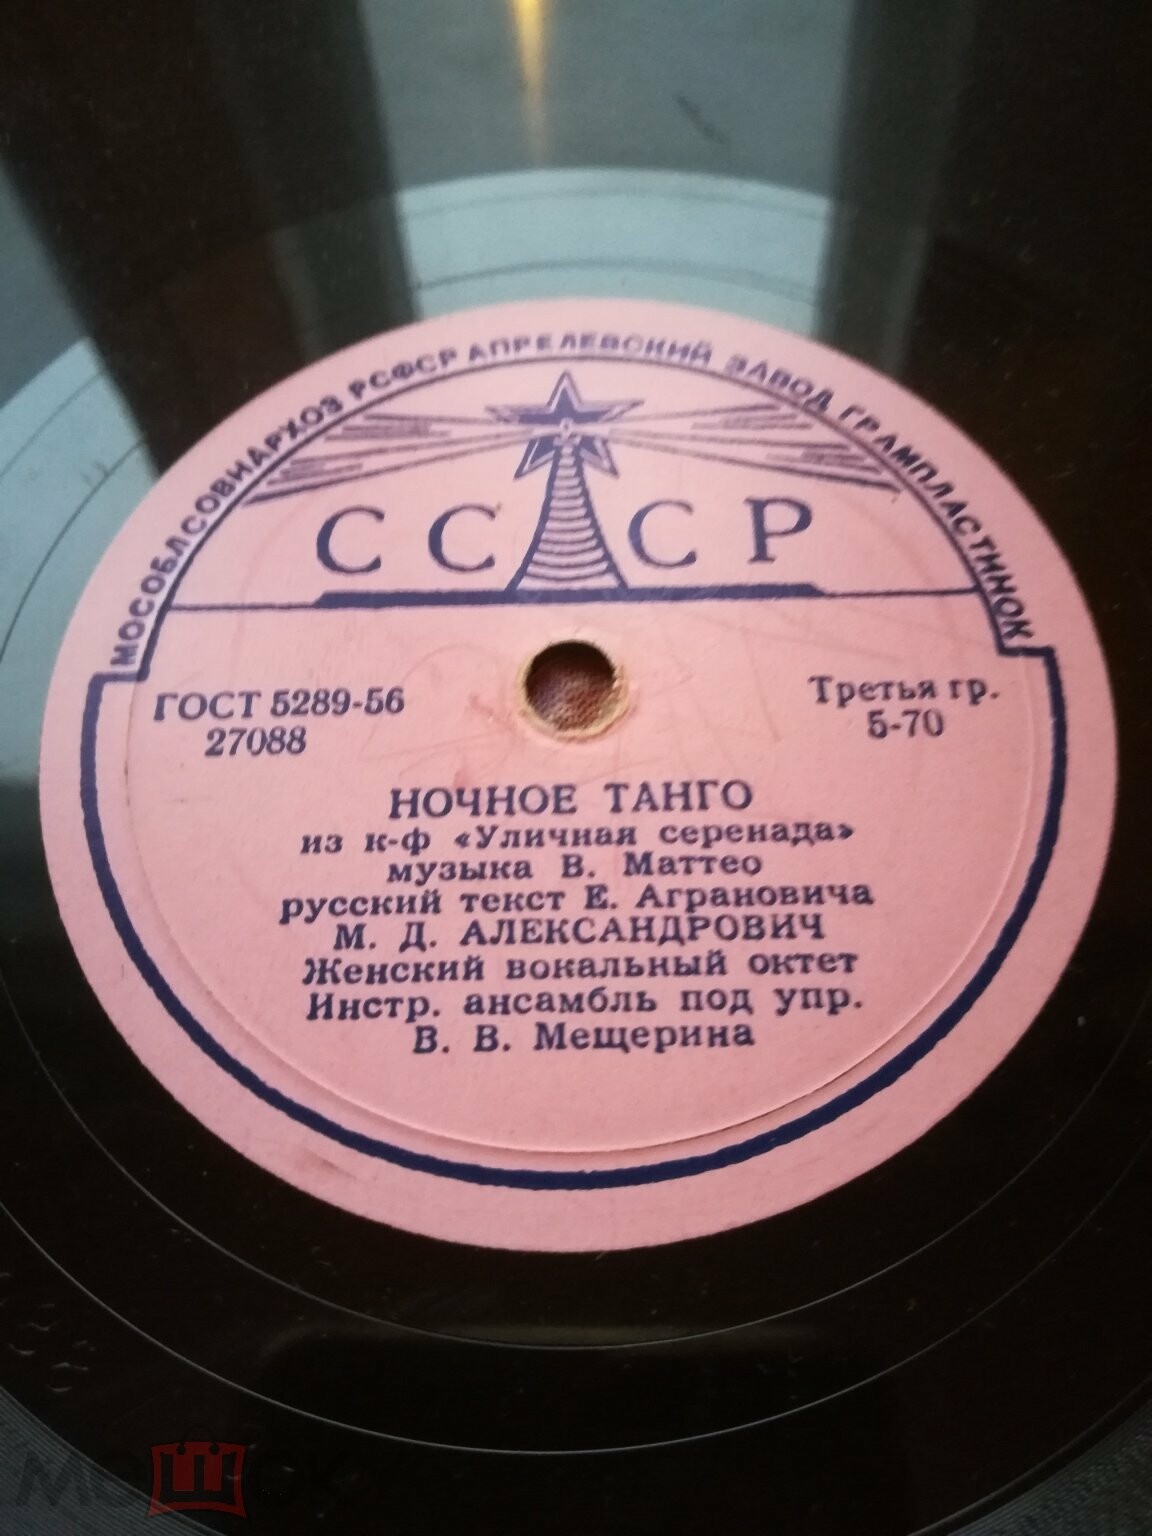 МОСОБЛСОВНАРХОЗ РСФСР АПРЕЛЕВСКИЙ ЗАВОД ГРАМПЛАСТИНОК
СССР
ГОСТ 5289-56
27088
Третья гр.
5-70
НОЧНОЕ ТАНГО
из к-ф «Уличная серенада»
музыка В. Маттео
русский текст Е. Аграновича
М. Д. АЛЕКСАНДРОВИЧ
Женский вокальный октет
Инстр. ансамбль под упр.
В. В. Мещерина